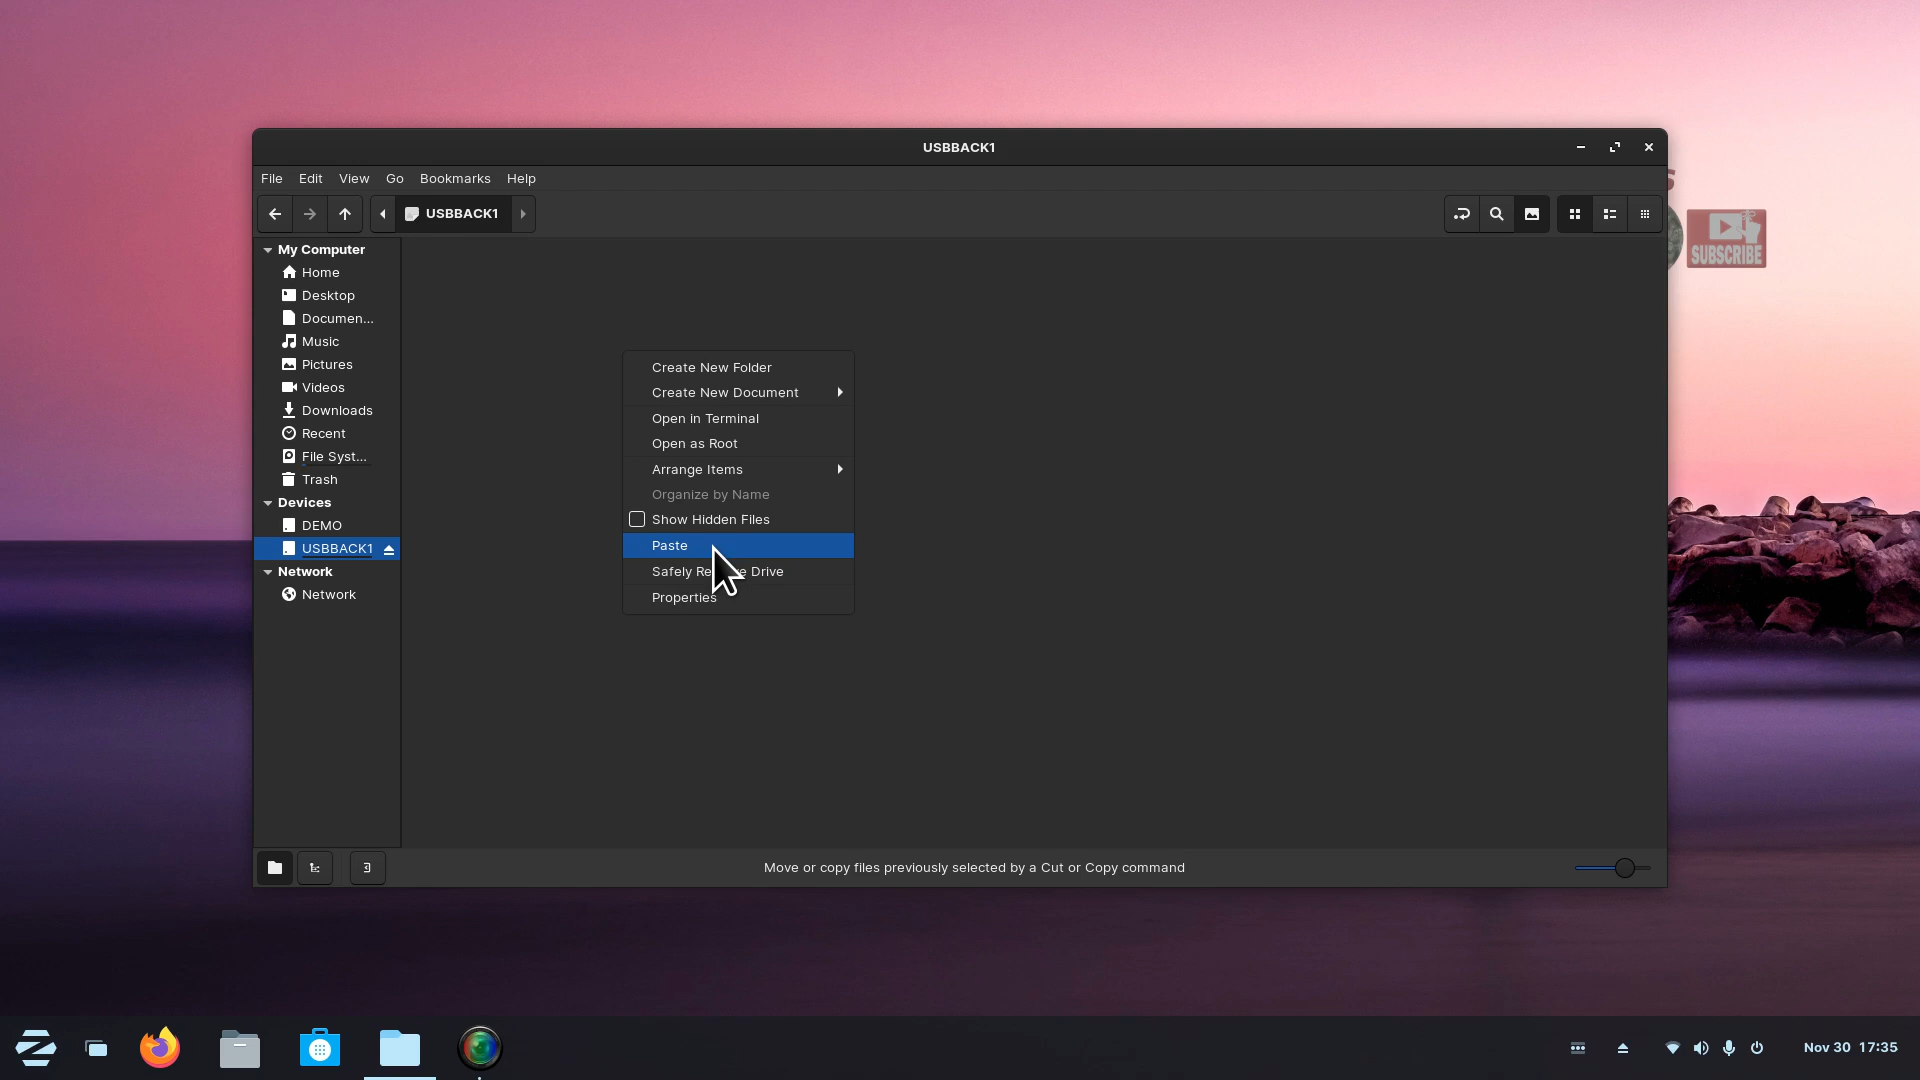 USBBACK1
File Edit View Go Bookmarks Help
USBBACK1
My Computer
Home
Desktop
Documen...
Music
Pictures
Videos
Downloads
Recent
File Syst...
Trash
Devices
DEMO
USBBACK1
Network
Network
Create New Folder
Create New Document
Open in Terminal
Open as Root
Arrange Items
Organize by Name
Show Hidden Files
Paste
Safely Drive
Properties
Move or copy files previously selected by a Cut or Copy command
SUBSCRIBE
Nov 30 17:35